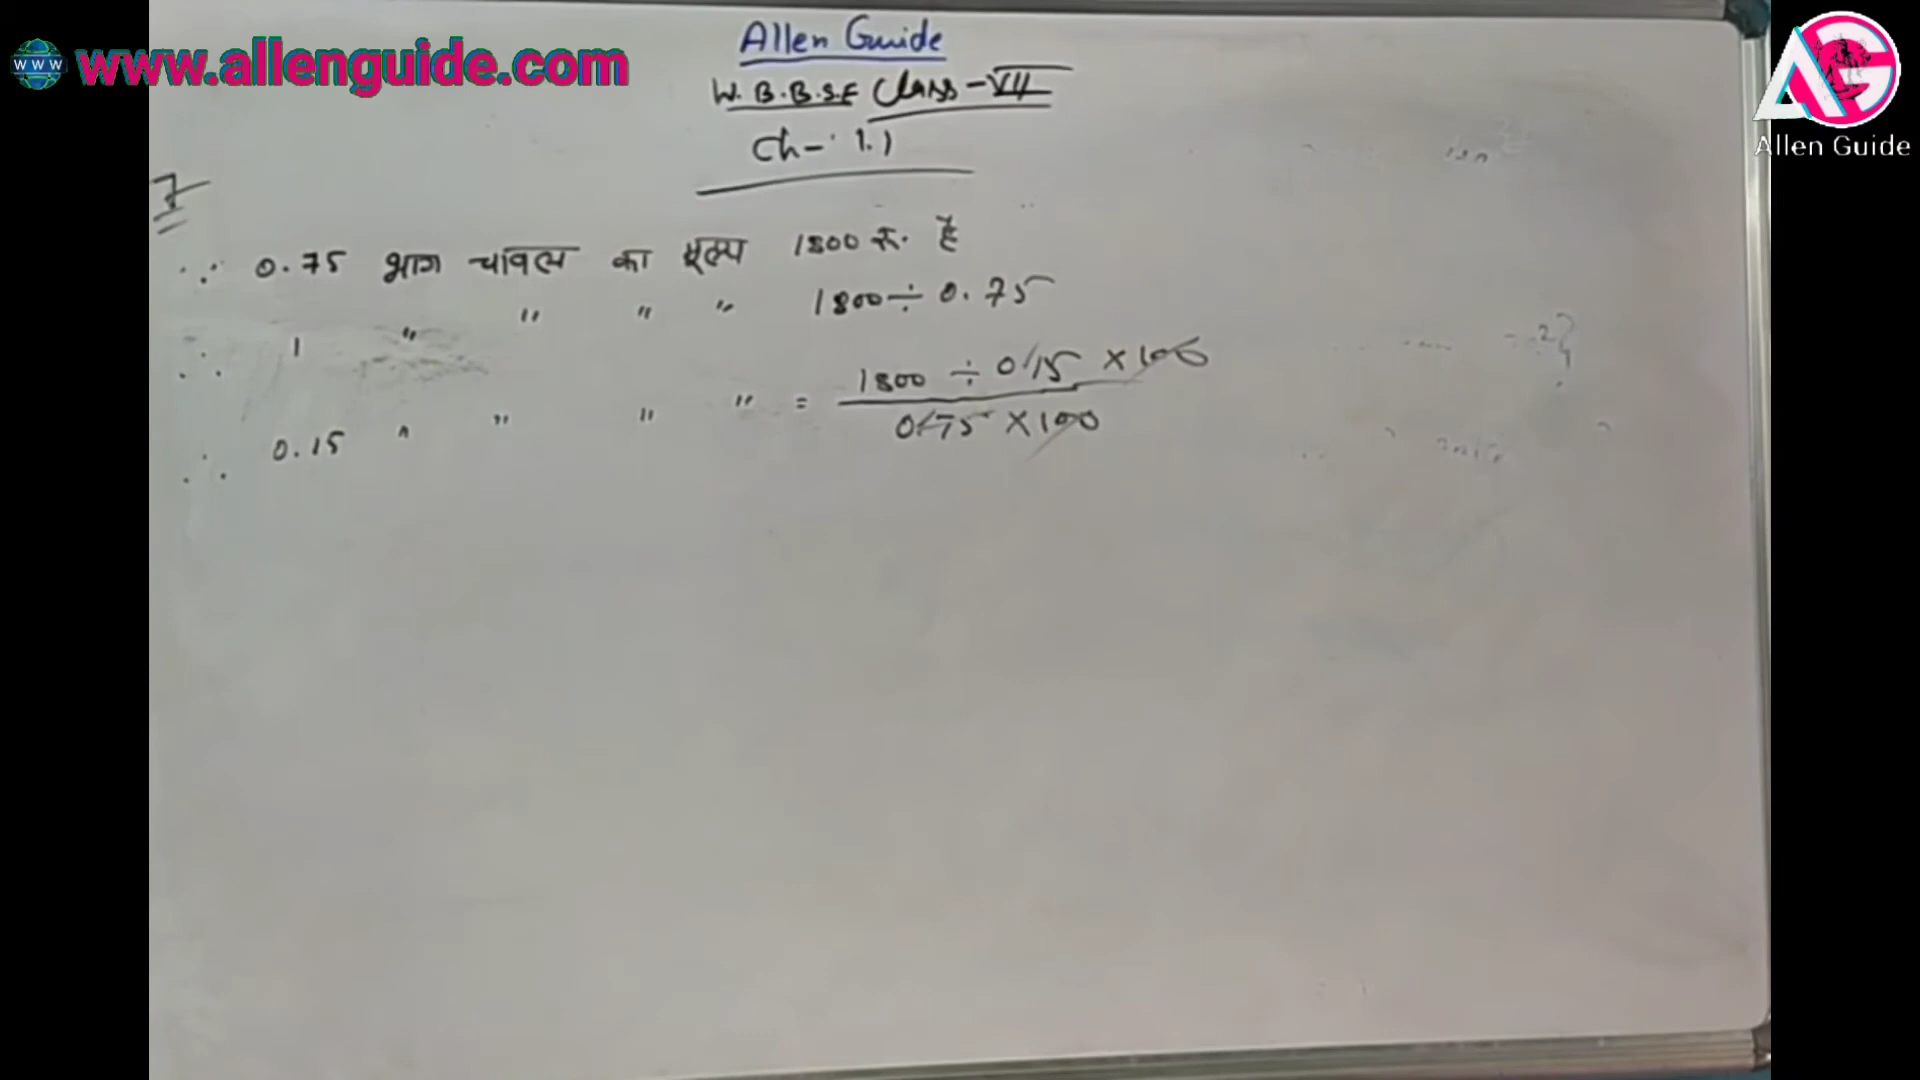 www.allenguide.com
Allen Guide
W.B.B.S.E Class-VII
Ch- 1.1
Allen Guide
7
∵ 0.75 भाग चावल का मूल्य 1800 रू. है
∴ 1 " " " " 1800÷ 0.75
∴ 0.15 " " " " = 1800 ÷ 0.15 × 100
0.75 × 100